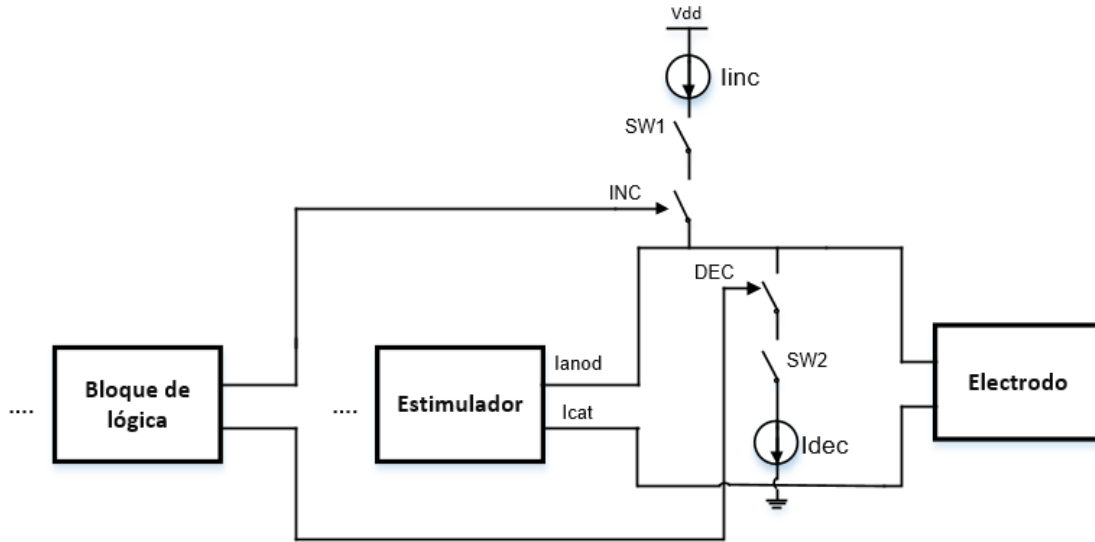 Vdd
Iinc
SW1
INC
DEC
SW2
Ianod
Icat
Idec
....
Bloque de
lógica
....
Estimulador
Electrodo